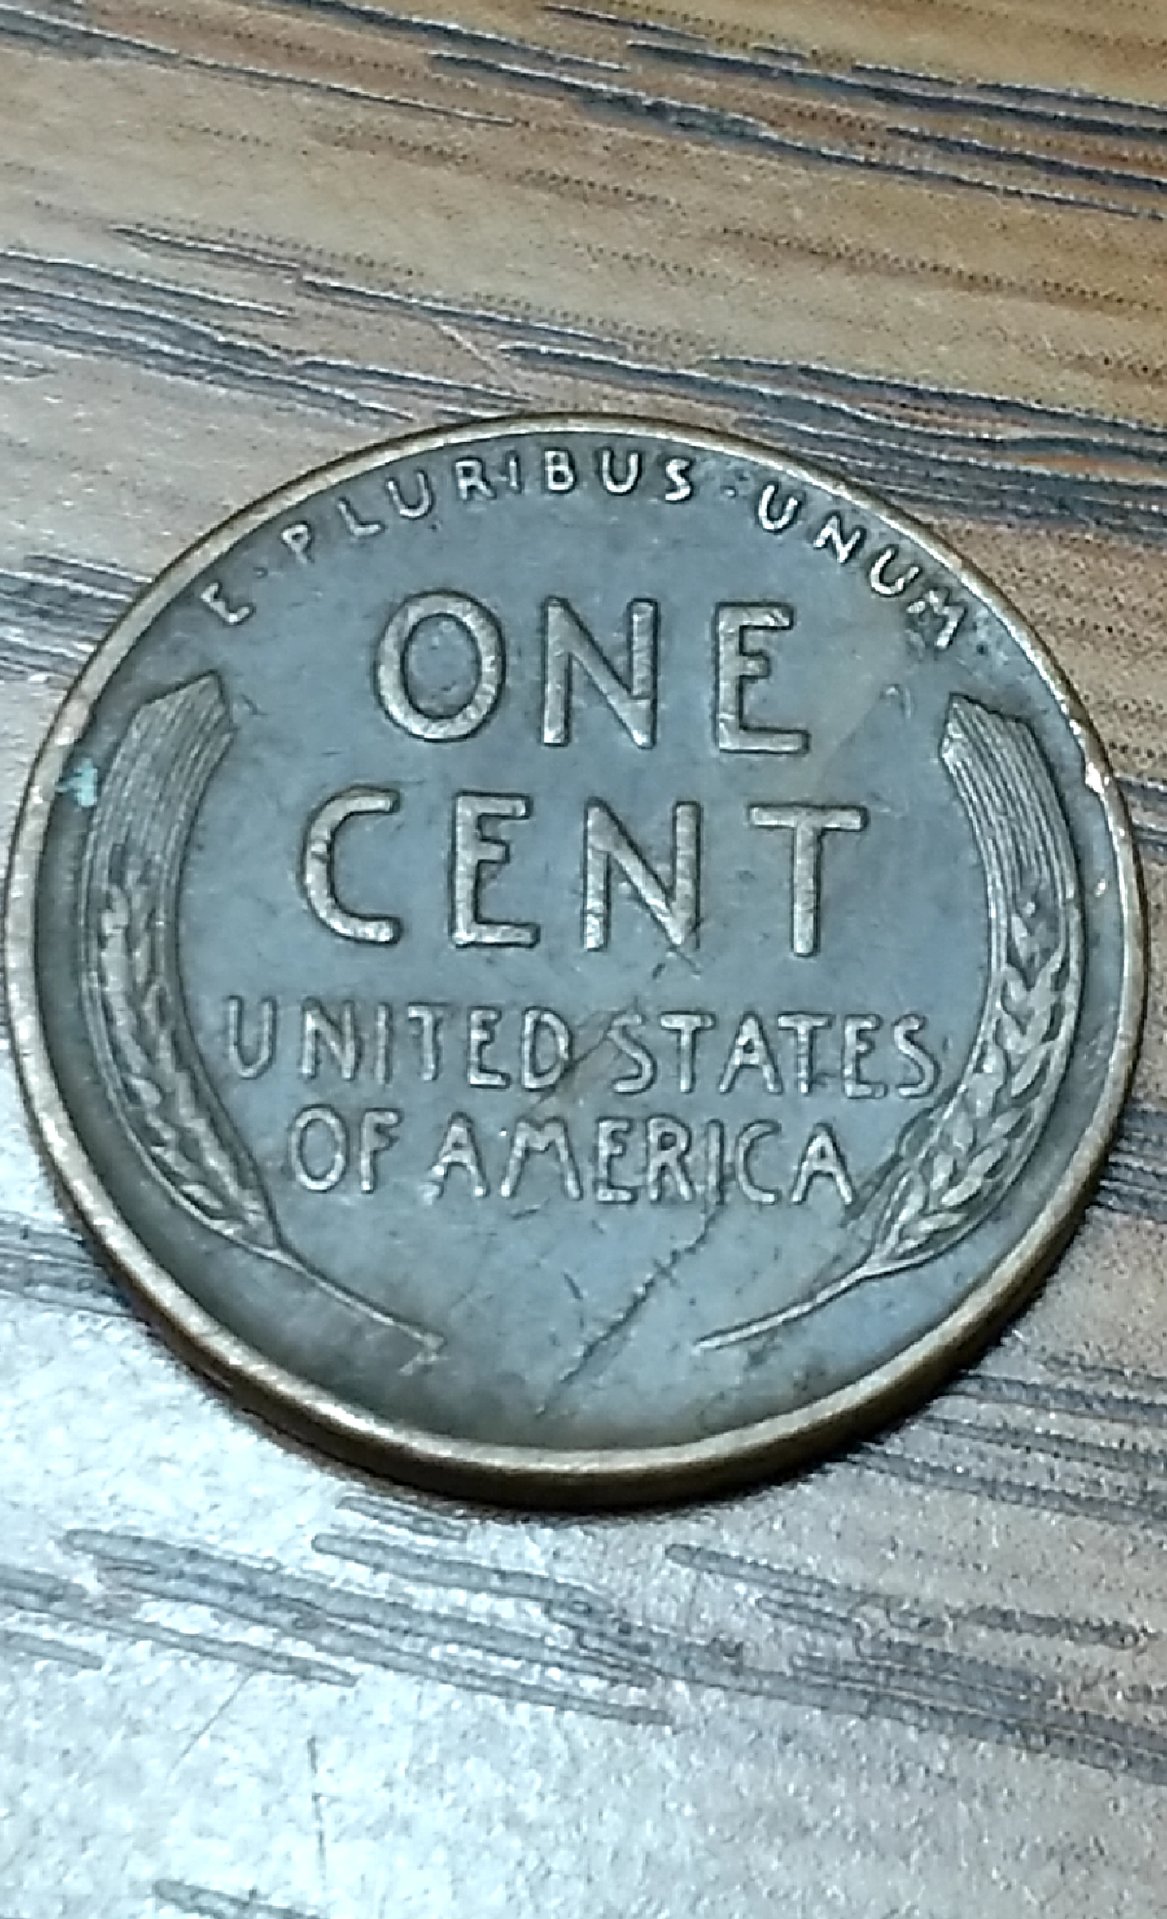 E·PLURIBUS·UNUM
ONE
CENT
UNITED STATES
OF AMERICA